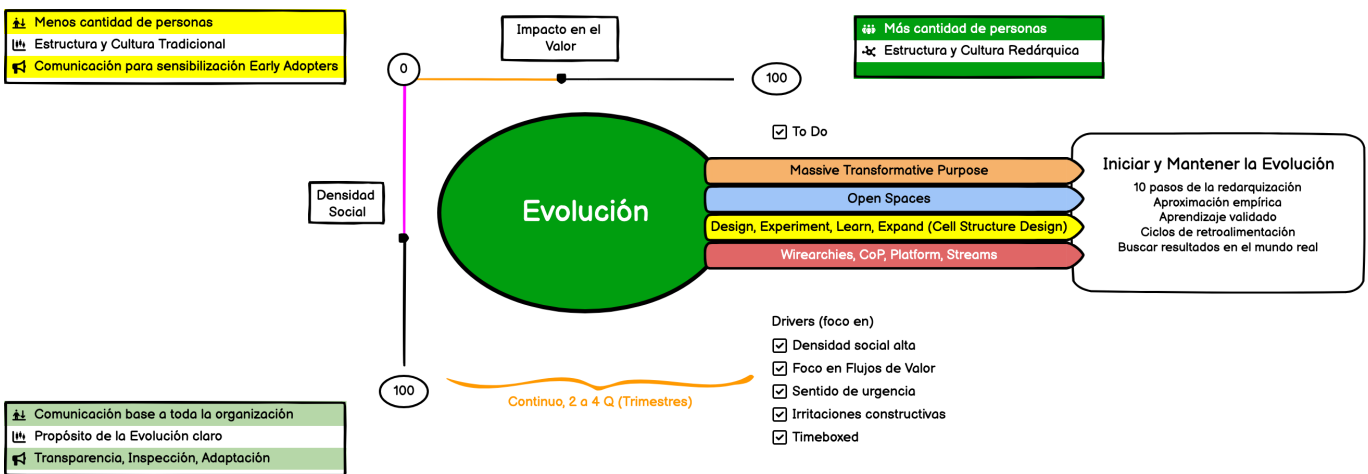 Menos cantidad de personas
Estructura y Cultura Tradicional
Comunicación para sensibilización Early Adopters
Impacto en el
Valor
Más cantidad de personas
Estructura y Cultura Redárquica
0
100
To Do
Densidad
Social
Evolución
Massive Transformative Purpose
Open Spaces
Design, Experiment, Learn, Expand (Cell Structure Design)
Wirearchies, CoP, Platform, Streams
Iniciar y Mantener la Evolución
10 pasos de la redarquización
Aproximación empírica
Aprendizaje validado
Ciclos de retroalimentación
Buscar resultados en el mundo real
Drivers (foco en)
Densidad social alta
Foco en Flujos de Valor
Sentido de urgencia
Irritaciones constructivas
Timeboxed
100
Continuo, 2 a 4 Q (Trimestres)
Comunicación base a toda la organización
Propósito de la Evolución claro
Transparencia, Inspección, Adaptación